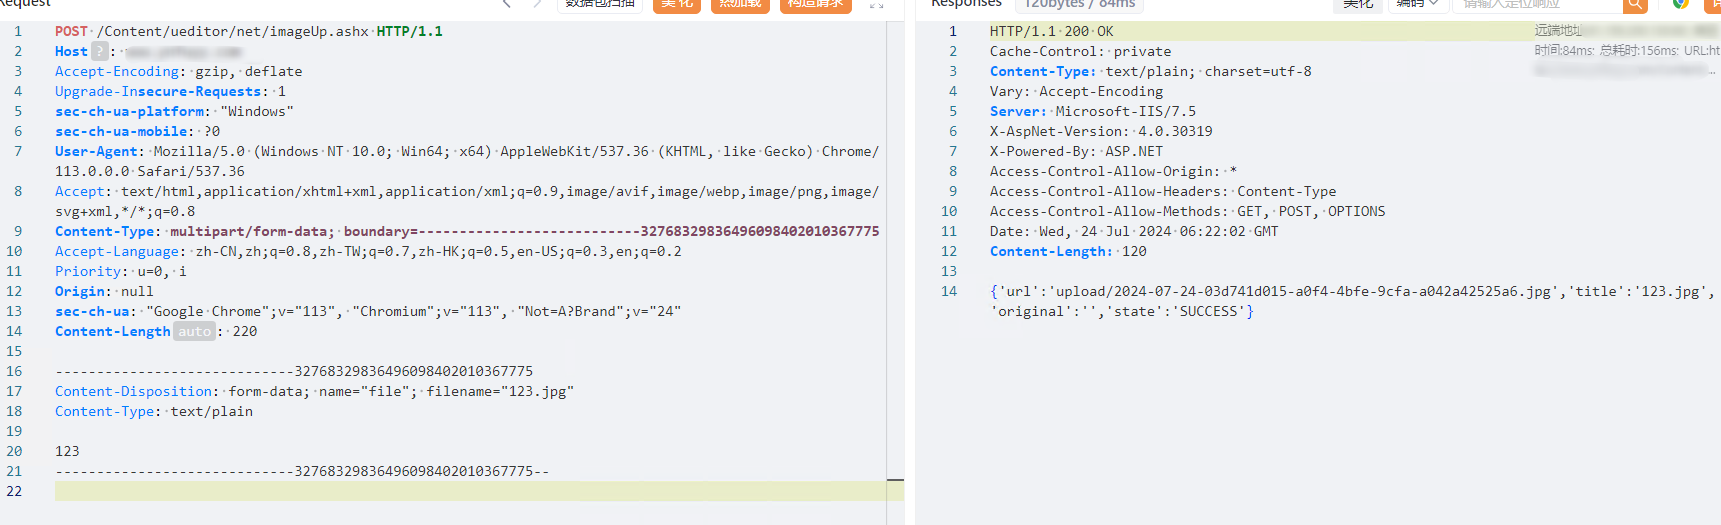 Request
数据包扫描
美化
热加载
构造请求
1 POST /Content/ueditor/net/imageUp.ashx HTTP/1.1
2 Host ? :
3 Accept-Encoding: gzip, deflate
4 Upgrade-Insecure-Requests: 1
5 sec-ch-ua-platform: "Windows"
6 sec-ch-ua-mobile: ?0
7 User-Agent: Mozilla/5.0 (Windows NT 10.0; Win64; x64) AppleWebKit/537.36 (KHTML, like Gecko) Chrome/
113.0.0.0 Safari/537.36
8 Accept: text/html,application/xhtml+xml,application/xml;q=0.9,image/avif,image/webp,image/png,image/
svg+xml,*/*;q=0.8
9 Content-Type: multipart/form-data; boundary=---------------------------327683298364960984020103677​75
10 Accept-Language: zh-CN,zh;q=0.8,zh-TW;q=0.7,zh-HK;q=0.5,en-US;q=0.3,en;q=0.2
11 Priority: u=0, i
12 Origin: null
13 sec-ch-ua: "Google Chrome";v="113", "Chromium";v="113", "Not=A?Brand";v="24"
14 Content-Length auto : 220
15
16 -----------------------------32768329836496098402010367775
17 Content-Disposition: form-data; name="file"; filename="123.jpg"
18 Content-Type: text/plain
19
20 123
21 -----------------------------32768329836496098402010367775--
22
Responses
120bytes / 84ms
美化
编码
请输入定位响应
1 HTTP/1.1 200 OK
远端地址
2 Cache-Control: private
时间:84ms; 总耗时:156ms; URL:ht
3 Content-Type: text/plain; charset=utf-8
4 Vary: Accept-Encoding
5 Server: Microsoft-IIS/7.5
6 X-AspNet-Version: 4.0.30319
7 X-Powered-By: ASP.NET
8 Access-Control-Allow-Origin: *
9 Access-Control-Allow-Headers: Content-Type
10 Access-Control-Allow-Methods: GET, POST, OPTIONS
11 Date: Wed, 24 Jul 2024 06:22:02 GMT
12 Content-Length: 120
13
14 {'url':'upload/2024-07-24-03d741d015-a0f4-4bfe-9cfa-a042a42525a6.jpg','title':'123.jpg',
'original':'','state':'SUCCESS'}